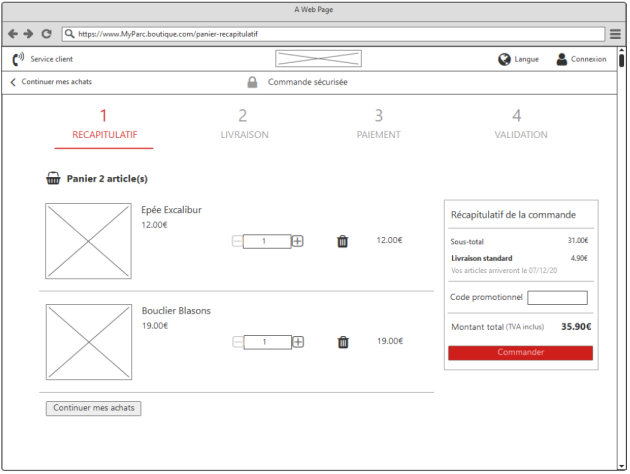 A Web Page
https://www.MyParc.boutique.com/panier-recapitulatif
Service client
Langue
Connexion
Continuer mes achats
Commande sécurisée
1
RECAPITULATIF
2
LIVRAISON
3
PAIEMENT
4
VALIDATION
Panier 2 article(s)
Epée Excalibur
12.00€
1
12.00€
Bouclier Blasons
19.00€
1
19.00€
Continuer mes achats
Récapitulatif de la commande
Sous-total 31.00€
Livraison standard 4.90€
Vos articles arriveront le 07/12/20
Code promotionnel
Montant total (TVA inclus) 35.90€
Commander